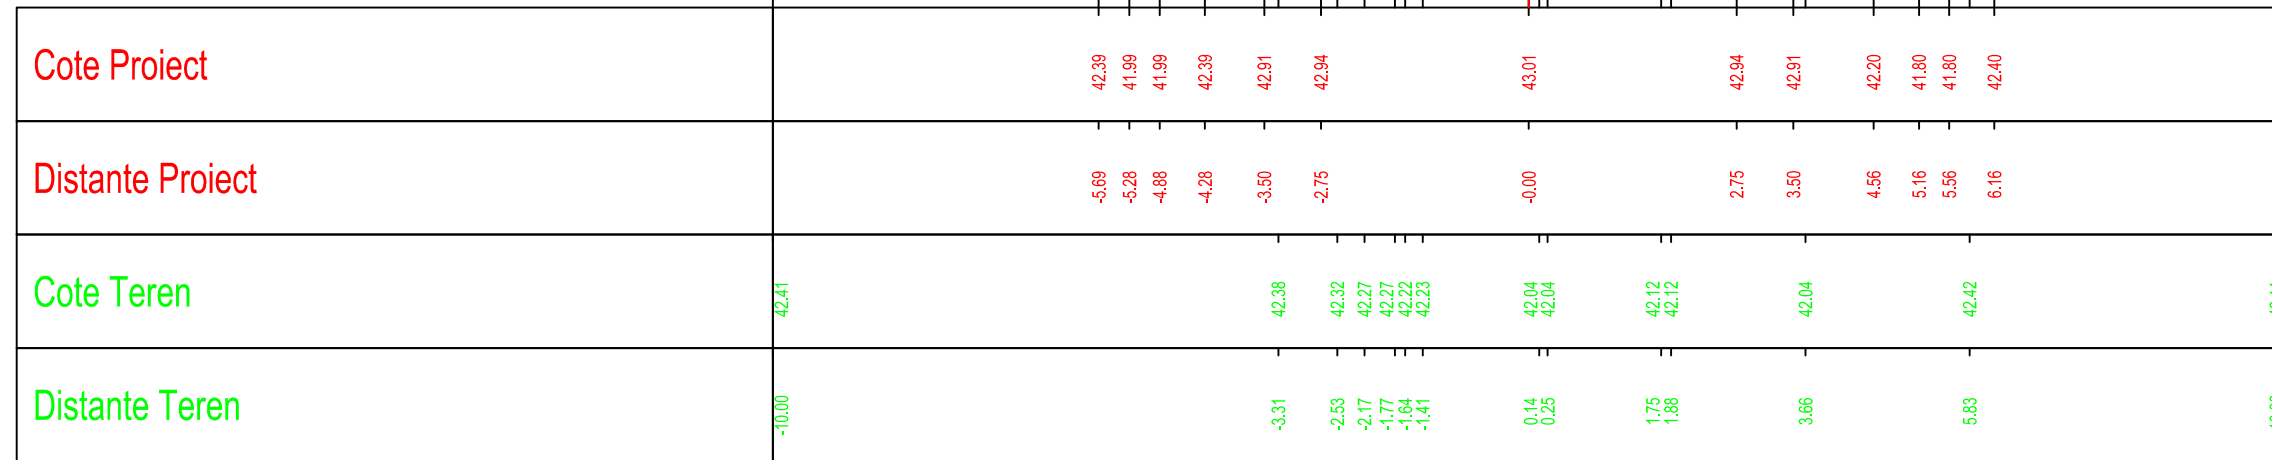 Cote Proiect 42.39 41.99 41.99 42.39 42.91 42.94 43.01 42.94 42.91 42.20 41.80 41.80 42.40
Distante Proiect -5.69 -5.28 -4.88 -4.28 -3.50 -2.75 -0.00 2.75 3.50 4.56 5.16 5.56 6.16
Cote Teren 42.41 42.38 42.32 42.27 42.27 42.22 42.23 42.04 42.04 42.12 42.12 42.04 42.42
Distante Teren -10.00 -3.31 -2.53 -2.17 -1.77 -1.64 -1.41 0.14 0.25 1.75 1.88 3.66 5.83